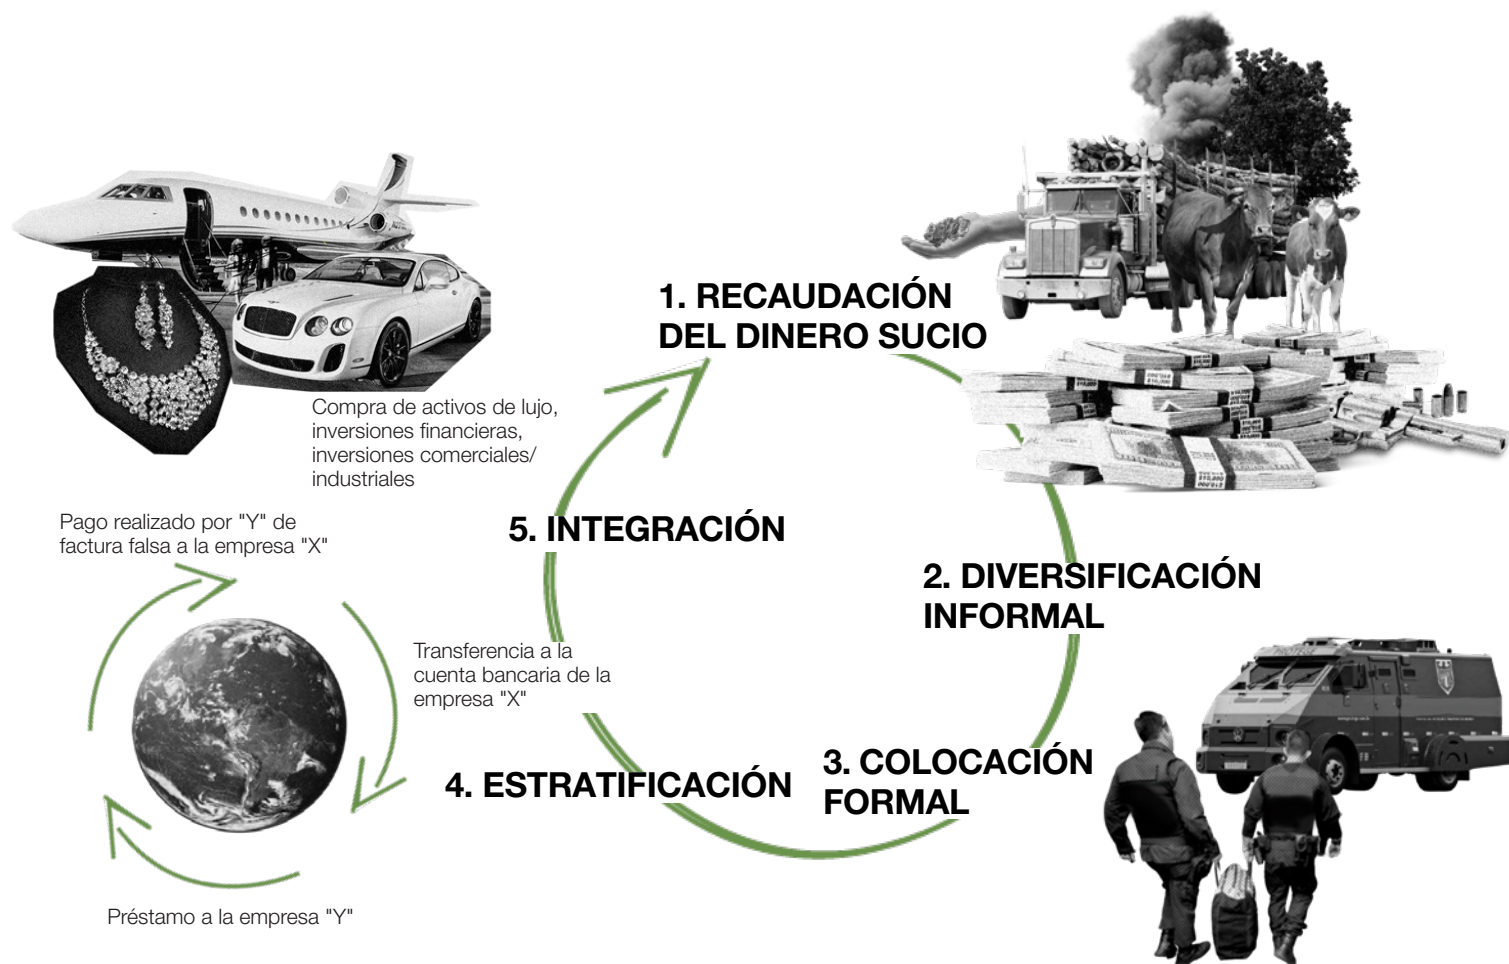 1. RECAUDACIÓN
DEL DINERO SUCIO
2. DIVERSIFICACIÓN
INFORMAL
3. COLOCACIÓN
FORMAL
4. ESTRATIFICACIÓN
5. INTEGRACIÓN
Compra de activos de lujo,
inversiones financieras,
inversiones comerciales/
industriales
Pago realizado por "Y" de
factura falsa a la empresa "X"
Transferencia a la
cuenta bancaria de la
empresa "X"
Préstamo a la empresa "Y"